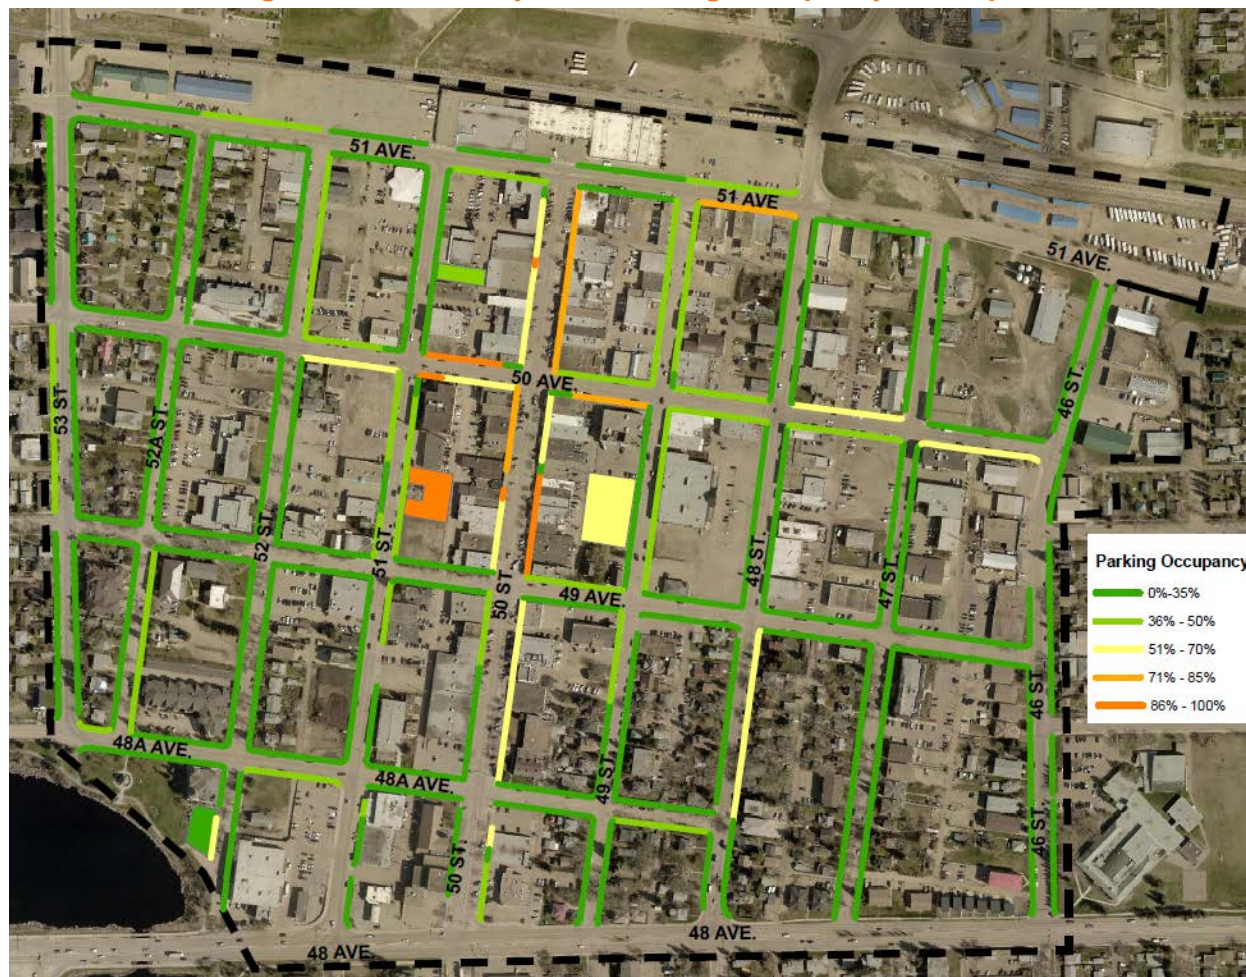 51 AVE.
51 AVE
51 AVE.
50 AVE.
53 ST
52A ST.
52 ST.
51 ST.
50 ST
49 AVE.
48 ST.
47 ST.
46 ST.
Parking Occupancy
0%-35%
36% - 50%
51% - 70%
71% - 85%
86% - 100%
48A AVE.
48A AVE.
49 ST.
46 ST.
46 ST.
50 ST.
48 AVE.
48 AVE.